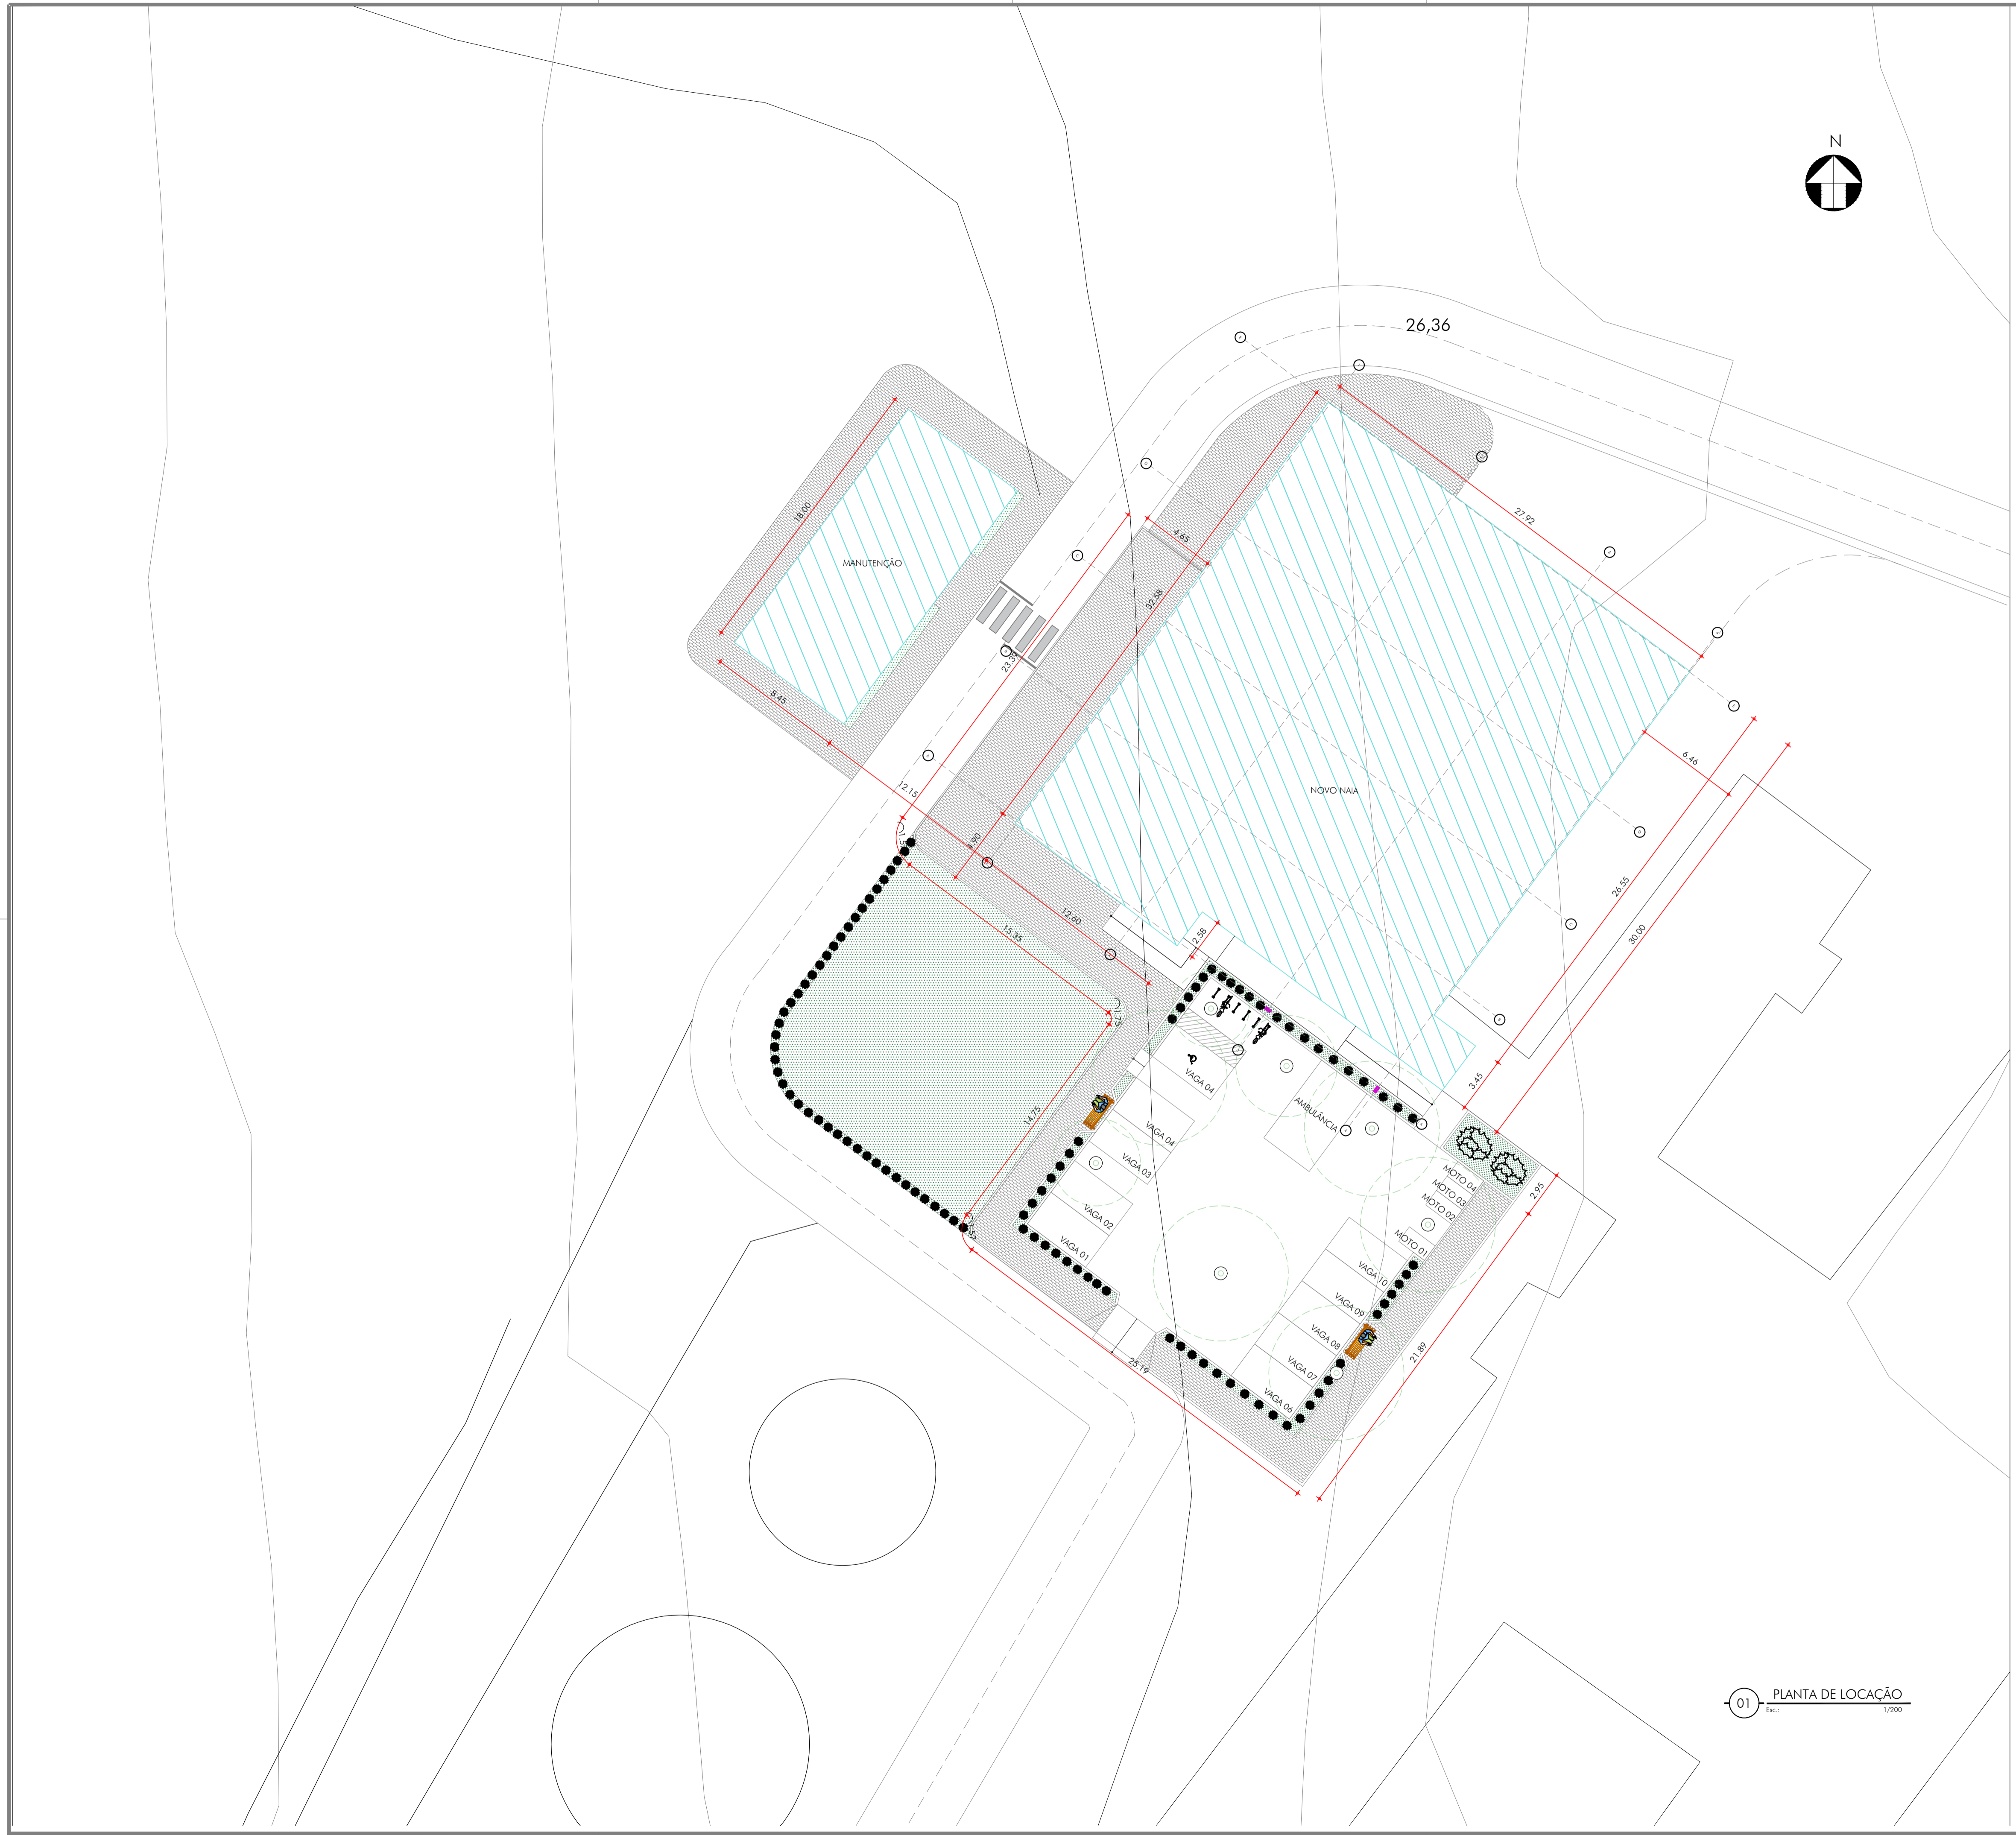 N
26,36
27.92
18.00
4.65
MANUTENÇÃO
32.58
23.39
8.45
6.46
12.15
NOVO NAIA
26.55
12.60
15.35
30.00
2.58
1.75
VAGA 04
3.45
AMBULÂNCIA
14.75
VAGA 04
VAGA 03
MOTO 04
MOTO 03
MOTO 02
2.95
VAGA 02
MOTO 01
VAGA 01
VAGA 10
VAGA 09
VAGA 08
21.89
25.19
VAGA 07
VAGA 06
01
PLANTA DE LOCAÇÃO
Esc.: 1/200